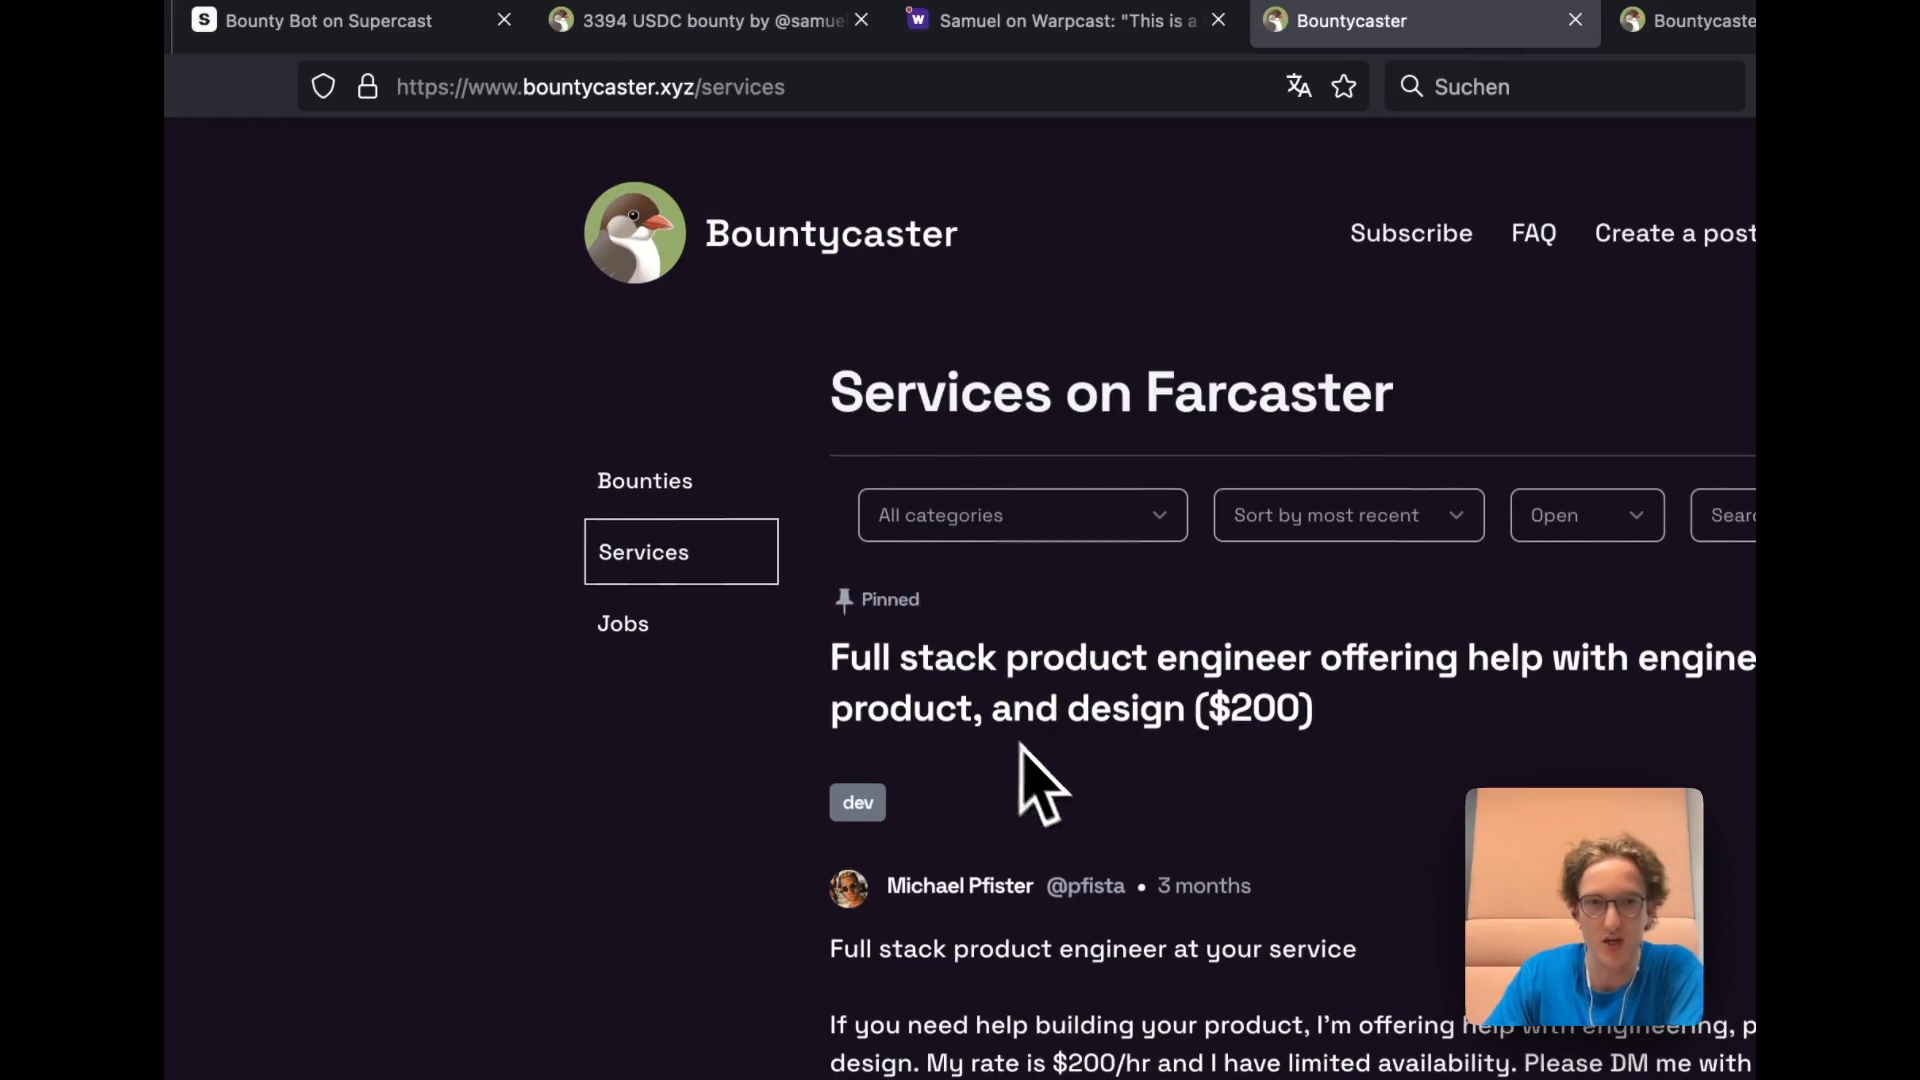 S Bounty Bot on Supercast
3394 USDC bounty by @samue
W Samuel on Warpcast: "This is a
Bountycaster
Bountycaste
https://www.bountycaster.xyz/services
Suchen
Bountycaster
Subscribe
FAQ
Create a post
Services on Farcaster
Bounties
Services
Jobs
All categories
Sort by most recent
Open
Sear
Pinned
Full stack product engineer offering help with engine
product, and design ($200)
dev
Michael Pfister @pfista • 3 months
Full stack product engineer at your service
If you need help building your product, I'm offering help with engineering, p
design. My rate is $200/hr and I have limited availability. Please DM me with